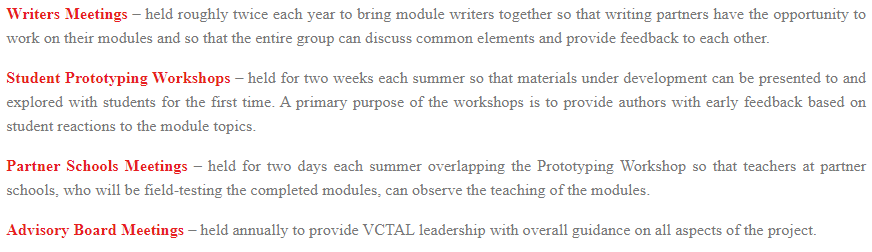 Writers Meetings – held roughly twice each year to bring module writers together so that writing partners have the opportunity to
work on their modules and so that the entire group can discuss common elements and provide feedback to each other.
Student Prototyping Workshops – held for two weeks each summer so that materials under development can be presented to and
explored with students for the first time. A primary purpose of the workshops is to provide authors with early feedback based on
student reactions to the module topics.
Partner Schools Meetings – held for two days each summer overlapping the Prototyping Workshop so that teachers at partner
schools, who will be field-testing the completed modules, can observe the teaching of the modules.
Advisory Board Meetings – held annually to provide VCTAL leadership with overall guidance on all aspects of the project.